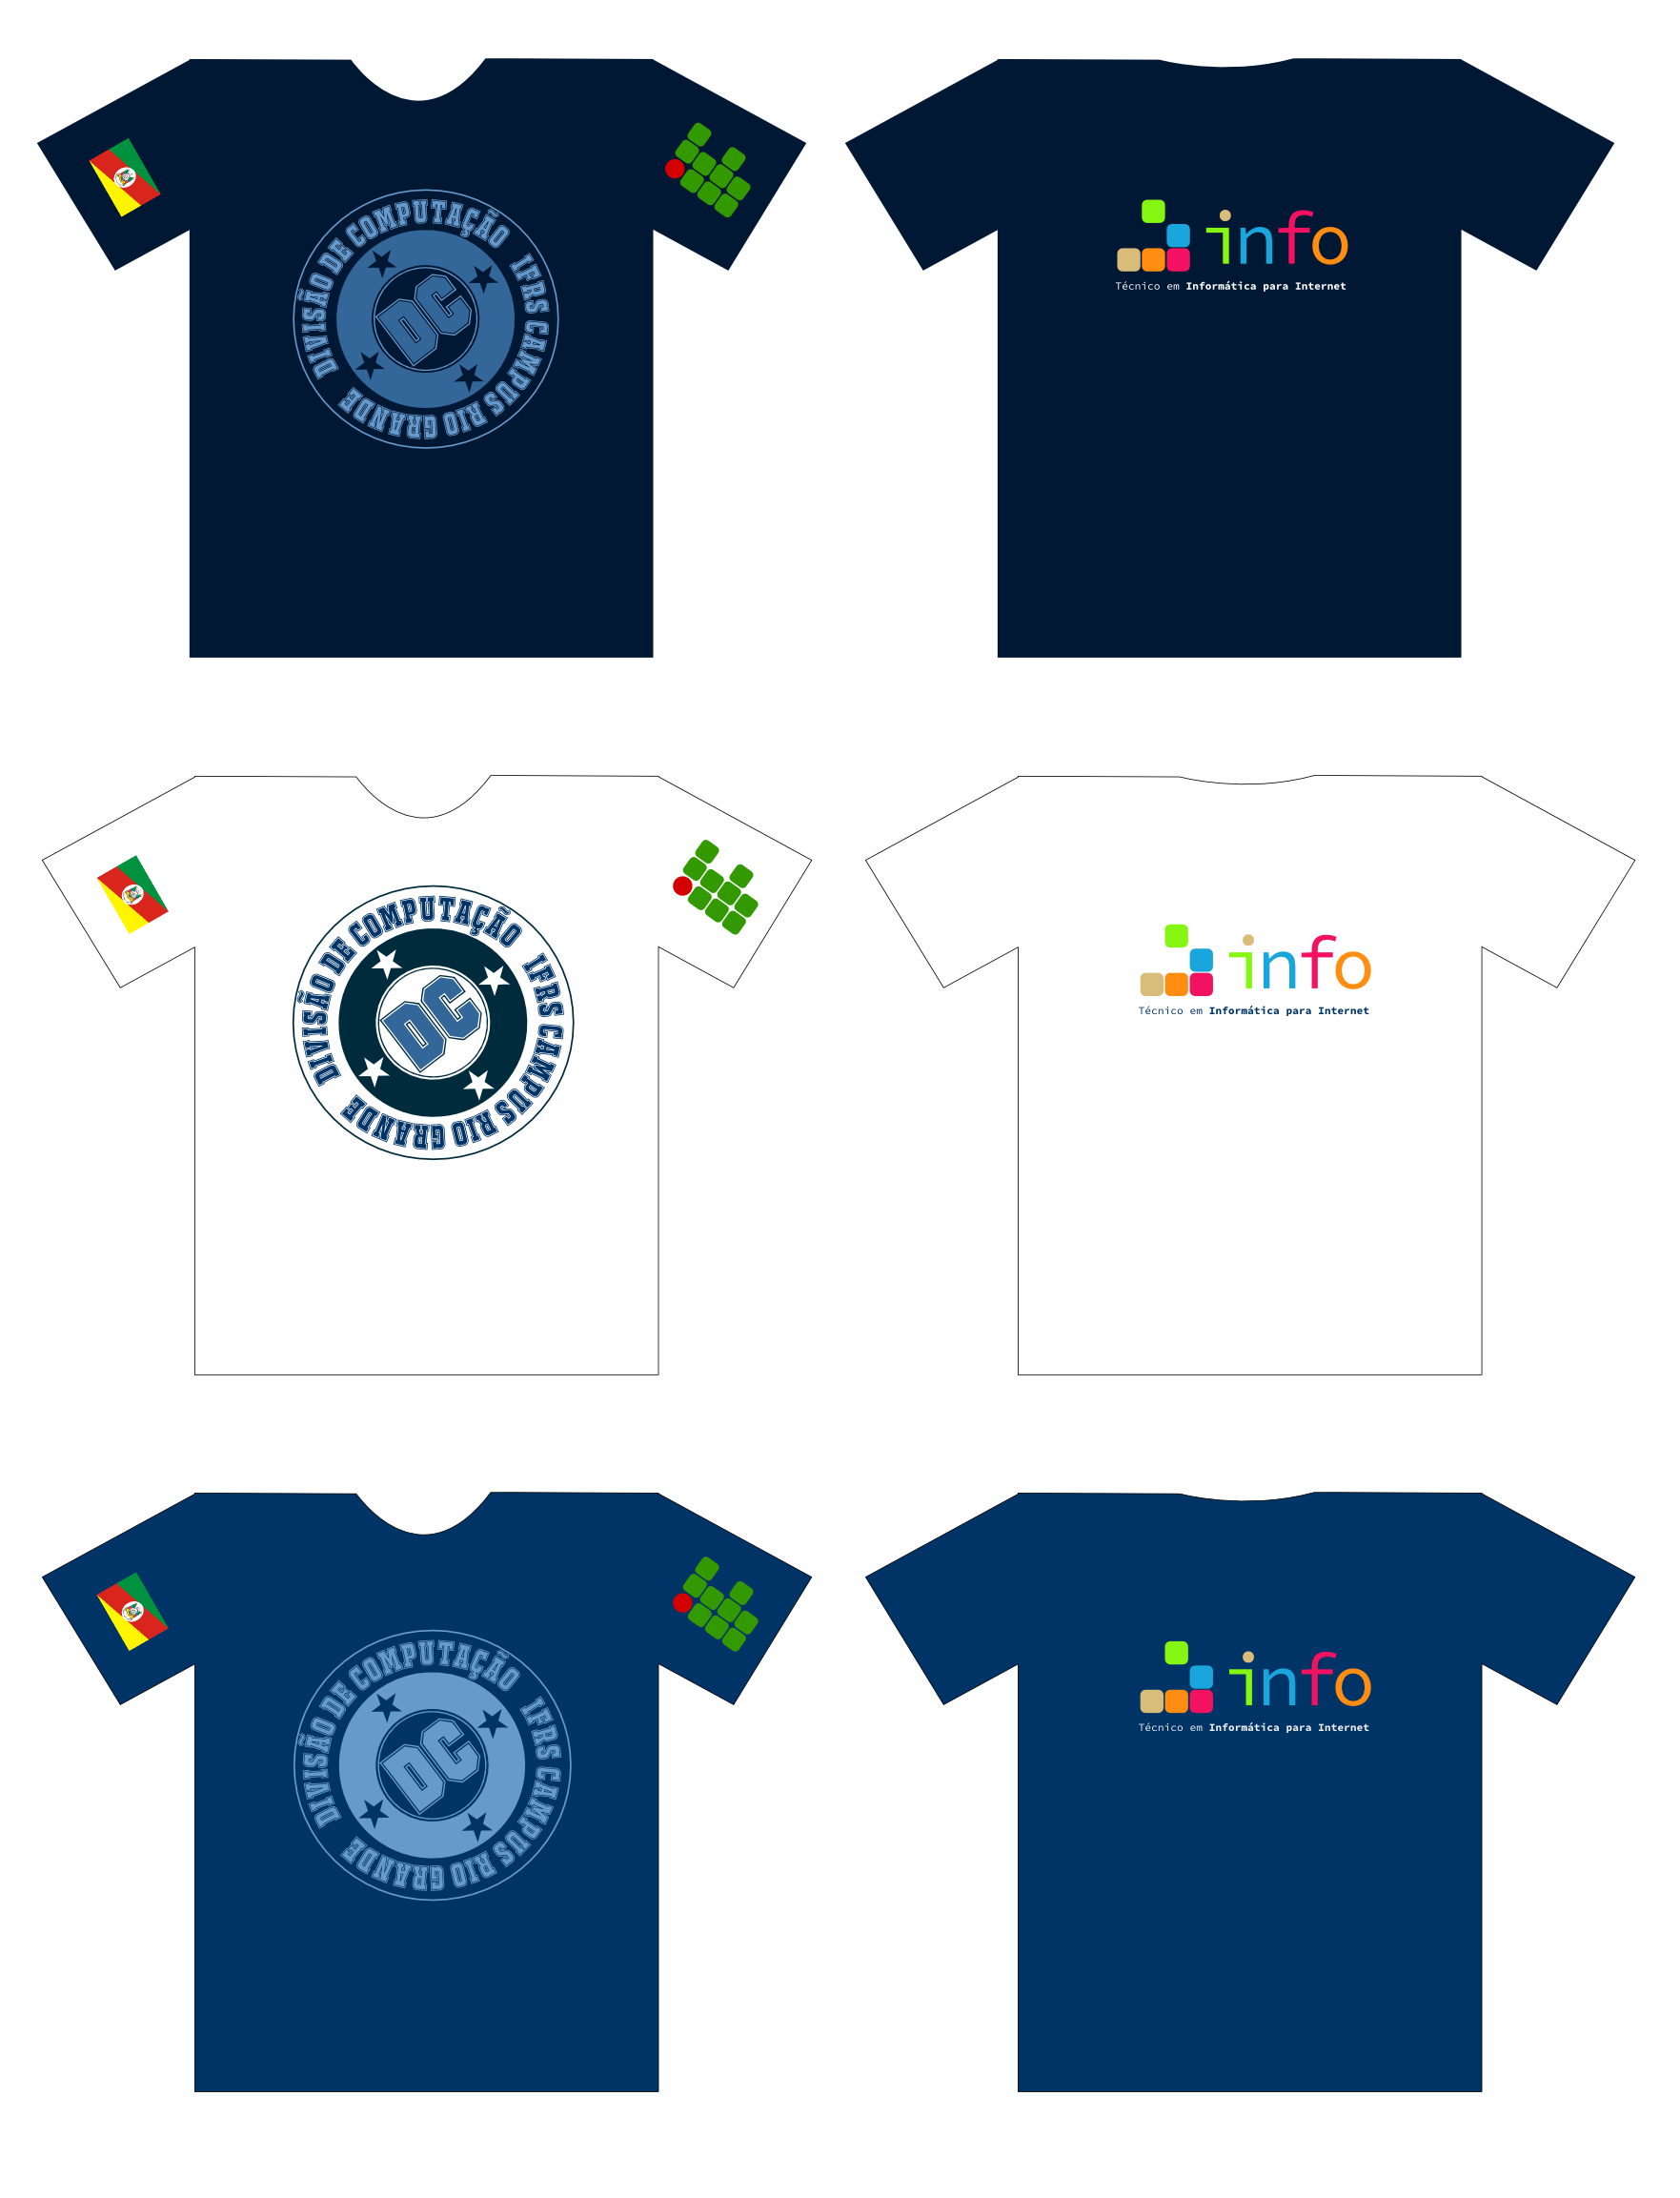 DIVISÃO DE COMPUTAÇÃO IFRS CAMPUS RIO GRANDE
DC
info
Técnico em Informática para Internet
DIVISÃO DE COMPUTAÇÃO IFRS CAMPUS RIO GRANDE
DC
info
Técnico em Informática para Internet
DIVISÃO DE COMPUTAÇÃO IFRS CAMPUS RIO GRANDE
DC
info
Técnico em Informática para Internet